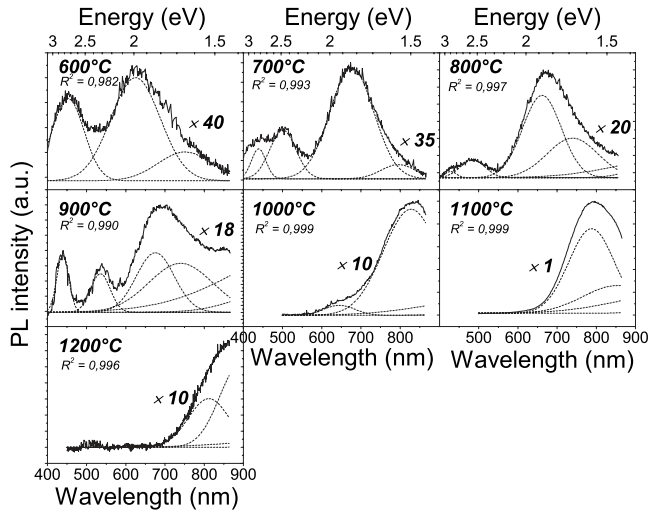 Energy (eV) Energy (eV) Energy (eV)
3 2.5 2 1.5 3 2.5 2 1.5 3 2.5 2 1.5
600°C 700°C 800°C
R² = 0,982 R² = 0,993 R² = 0,997
× 40 × 35 × 20
PL intensity (a.u.)
900°C 1000°C 1100°C
R² = 0,990 R² = 0,999 R² = 0,999
× 18 × 10 × 1
400 500 600 700 800 500 600 700 800 900
Wavelength (nm) Wavelength (nm)
1200°C
R² = 0,996
× 10
400 500 600 700 800 900
Wavelength (nm)